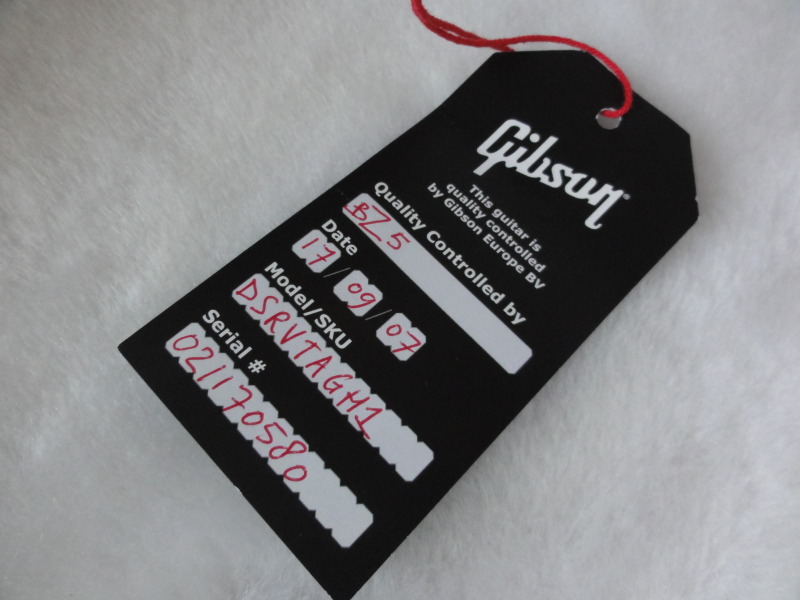 Gibson
This guitar is
quality controlled
by Gibson Europe BV
Quality Controlled by
BZ5
Date
17 / 09 / 07
Model/SKU
DSRVTAGH1
Serial #
021170580